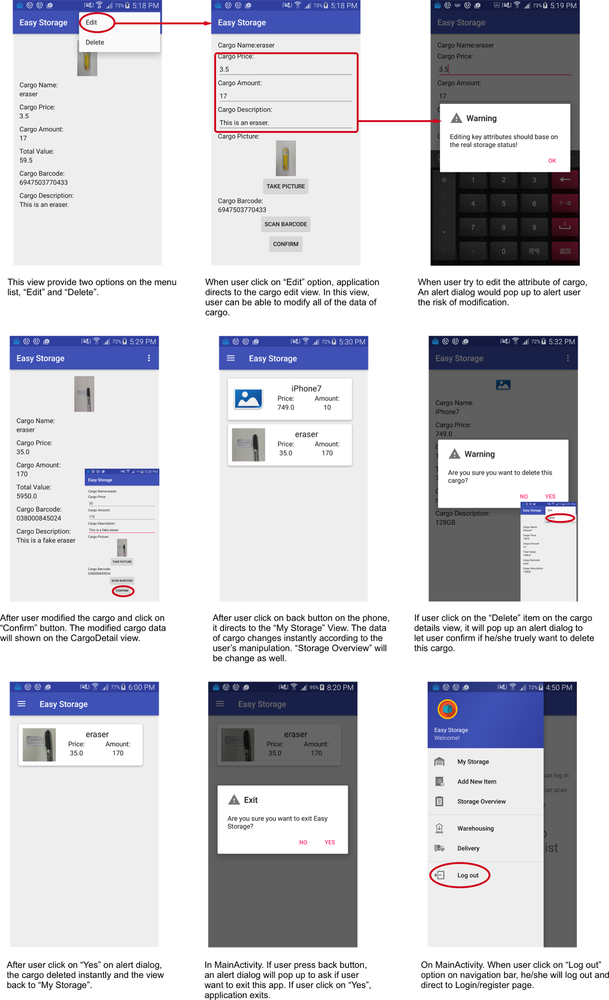 5:18 PM
73%
Easy Storage
Edit
Delete
Cargo Name:
eraser
Cargo Price:
3.5
Cargo Amount:
17
Total Value:
59.5
Cargo Barcode:
6947503770433
Cargo Description:
This is an eraser.
This view provide two options on the menu
list, “Edit” and “Delete”.
73% 5:18 PM
Easy Storage
Cargo Name:eraser
Cargo Price:
3.5
Cargo Amount:
17
Cargo Description:
This is an eraser.
Cargo Picture:
TAKE PICTURE
Cargo Barcode:
6947503770433
SCAN BARCODE
CONFIRM
When user click on “Edit” option, application
directs to the cargo edit view. In this view,
user can be able to modify all of the data of
cargo.
73% 5:19 PM
Easy Storage
Cargo Name:eraser
Cargo Price:
3.5
Cargo Amount:
17
Warning
Editing key attributes should base on
the real storage status!
OK
@ 1 2 3
: 4 5 6 下一项
, 7 8 9
+
- . 0 符号 返回
When user try to edit the attribute of cargo,
An alert dialog would pop up to alert user
the risk of modification.
72% 5:29 PM
Easy Storage
Cargo Name:
eraser
Cargo Price:
35.0
Cargo Amount:
170
Total Value:
5950.0
Cargo Barcode:
038000845024
Cargo Description:
This is a fake eraser
71% 5:28 PM
Easy Storage
Cargo Name:eraser
Cargo Price:
35
Cargo Amount:
170
Cargo Description:
This is a fake eraser
Cargo Picture:
TAKE PICTURE
Cargo Barcode:
038000845024
SCAN BARCODE
CONFIRM
After user modified the cargo and click on
“Confirm” button. The modified cargo data
will shown on the CargoDetail view.
72% 5:30 PM
Easy Storage
iPhone7
Price: Amount:
749.0 10
eraser
Price: Amount:
35.0 170
After user click on back button on the phone,
it directs to the “My Storage” View. The data
of cargo changes instantly according to the
user’s manipulation. “Storage Overview” will
be change as well.
72% 5:32 PM
Easy Storage
Cargo Name:
iPhone7
Cargo Price:
749.0
Warning
Are you sure you want to delete this
cargo?
NO YES
Cargo Description:
128GB
5:31 PM
Easy Storage
Edit
Delete
Cargo Name:
iPhone7
Cargo Price:
749.0
Cargo Amount:
10
Total Value:
7490.0
Cargo Barcode:
none
Cargo Description:
128GB
If user click on the “Delete” item on the cargo
details view, it will pop up an alert dialog to
let user confirm if he/she truely want to delete
this cargo.
77% 6:00 PM
Easy Storage
eraser
Price: Amount:
35.0 170
After user click on “Yes” on alert dialog,
the cargo deleted instantly and the view
back to “My Storage”.
95% 8:20 PM
Easy Storage
eraser
Price: Amount:
35.0 170
Exit
Are you sure you want to exit Easy
Storage?
NO YES
In MainActivity. If user press back button,
an alert dialog will pop up to ask if user
want to exit this app. If user click on “Yes”,
application exits.
72% 4:50 PM
Easy Storage
Welcome!
My Storage
Add New Item
Storage Overview
Warehousing
Delivery
Log out
can log in
can scan
y
o
ist
On MainActivity. When user click on “Log out”
option on navigation bar, he/she will log out and
direct to Login/register page.